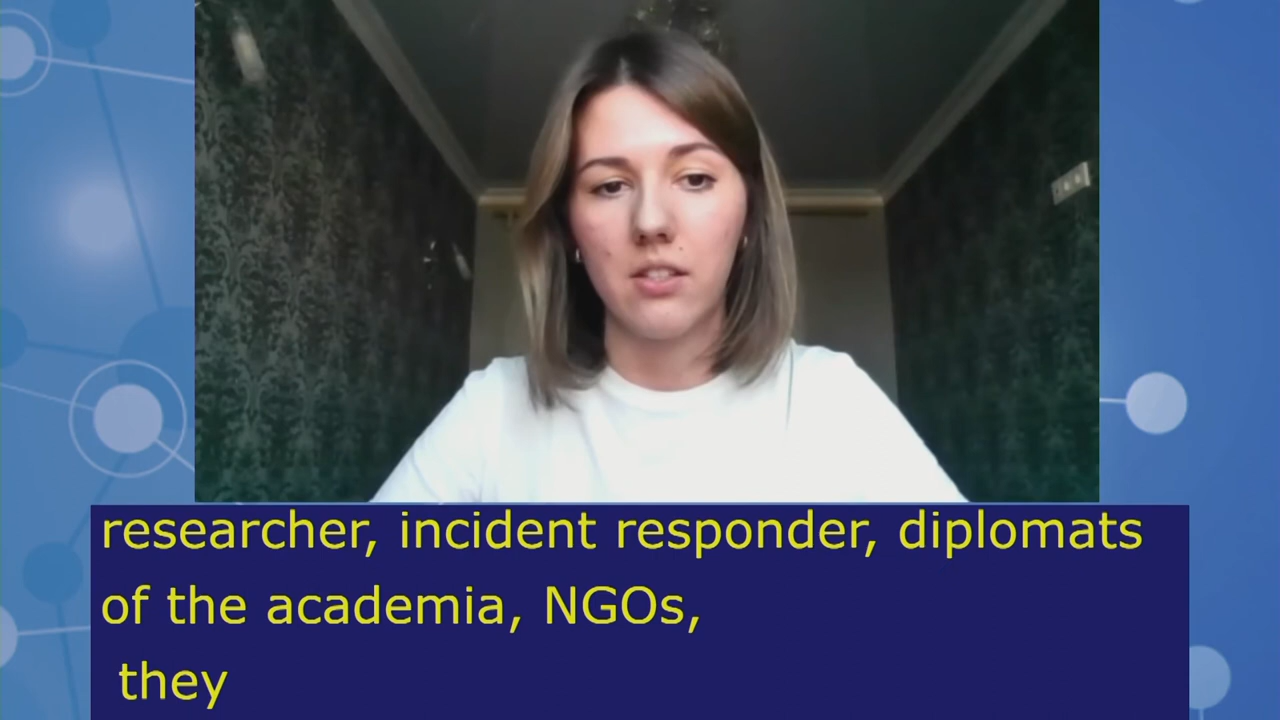 researcher, incident responder, diplomats
of the academia, NGOs,
they